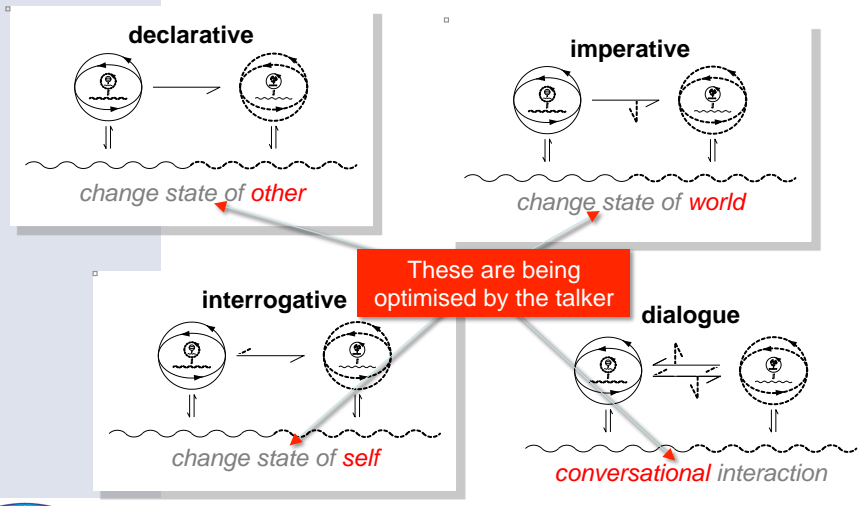 declarative
change state of other
imperative
change state of world
These are being
optimised by the talker
interrogative
change state of self
dialogue
conversational interaction